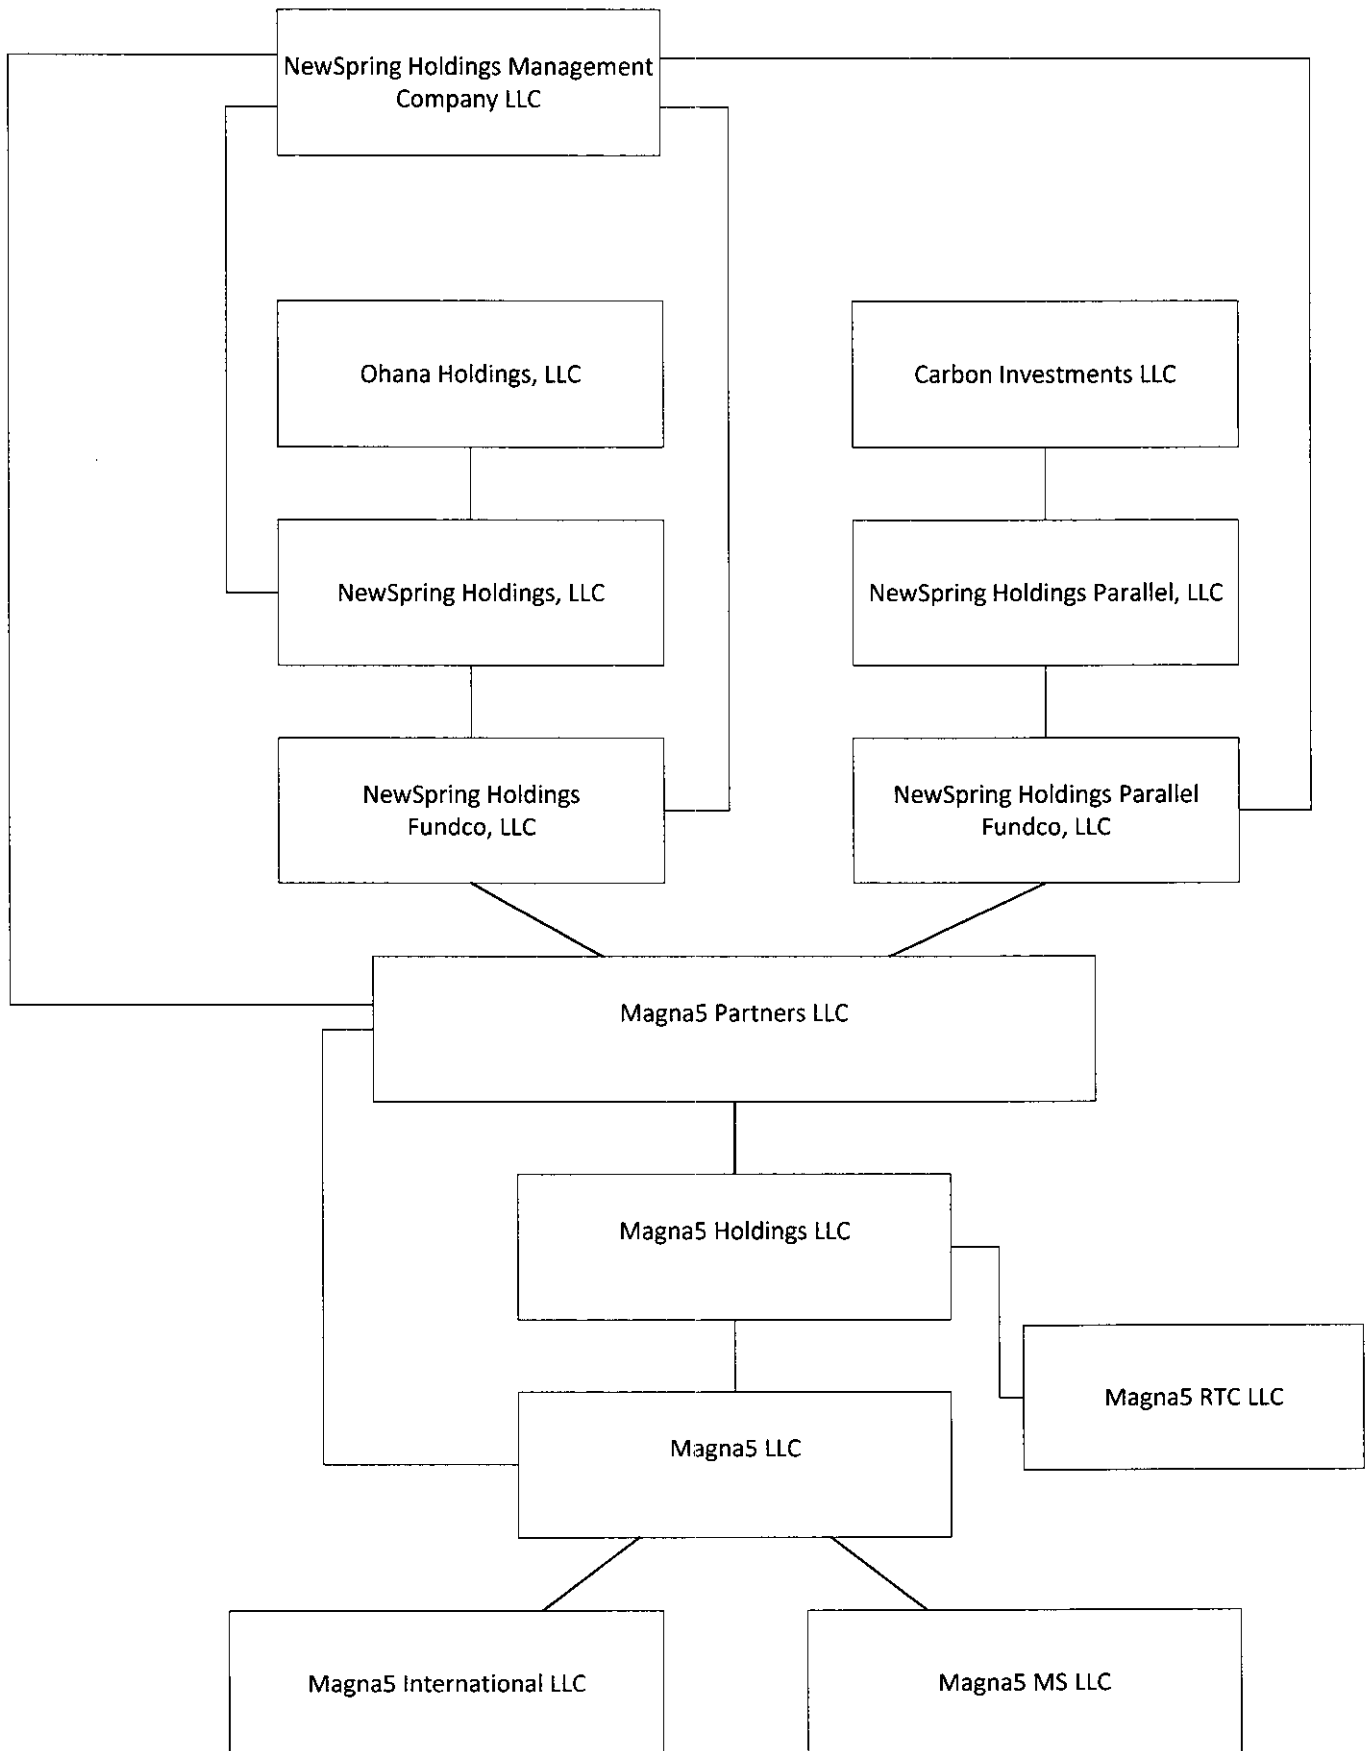 NewSpring Holdings Management
Company LLC
Ohana Holdings, LLC
Carbon Investments LLC
NewSpring Holdings, LLC
NewSpring Holdings Parallel, LLC
NewSpring Holdings
Fundco, LLC
NewSpring Holdings Parallel
Fundco, LLC
Magna5 Partners LLC
Magna5 Holdings LLC
Magna5 RTC LLC
Magna5 LLC
Magna5 International LLC
Magna5 MS LLC